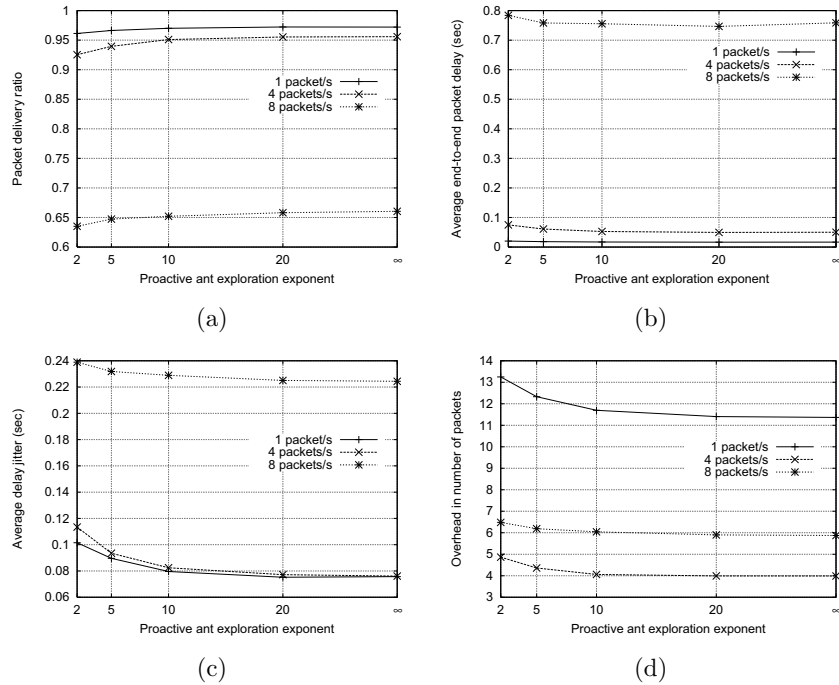 1
0.95
0.9
0.85
0.8
0.75
0.7
0.65
0.6
Packet delivery ratio
1 packet/s
4 packets/s
8 packets/s
2 5 10 20 ∞
Proactive ant exploration exponent
(a)
0.8
0.7
0.6
0.5
0.4
0.3
0.2
0.1
0
Average end-to-end packet delay (sec)
1 packet/s
4 packets/s
8 packets/s
2 5 10 20 ∞
Proactive ant exploration exponent
(b)
0.24
0.22
0.2
0.18
0.16
0.14
0.12
0.1
0.08
0.06
Average delay jitter (sec)
1 packet/s
4 packets/s
8 packets/s
2 5 10 20 ∞
Proactive ant exploration exponent
(c)
14
13
12
11
10
9
8
7
6
5
4
3
Overhead in number of packets
1 packet/s
4 packets/s
8 packets/s
2 5 10 20 ∞
Proactive ant exploration exponent
(d)